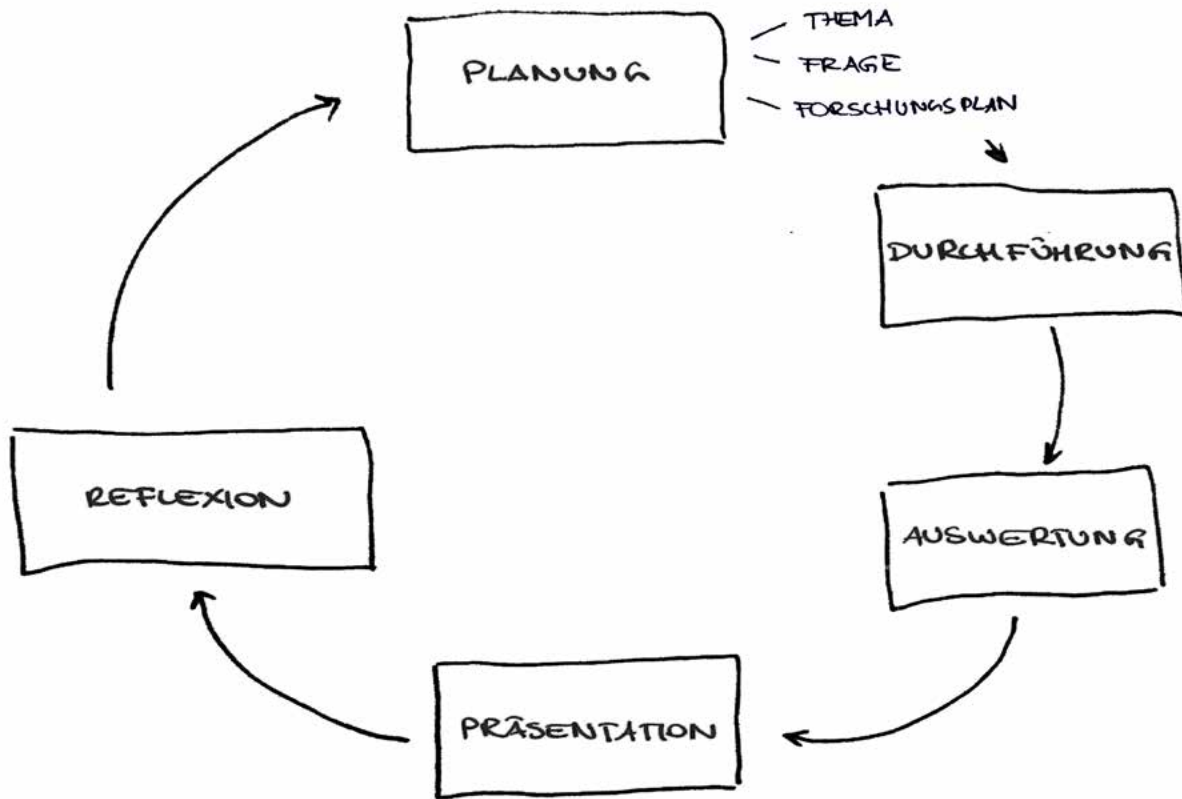 PLANUNG
THEMA
FRAGE
FORSCHUNGSPLAN
DURCHFÜHRUNG
AUSWERTUNG
PRÄSENTATION
REFLEXION